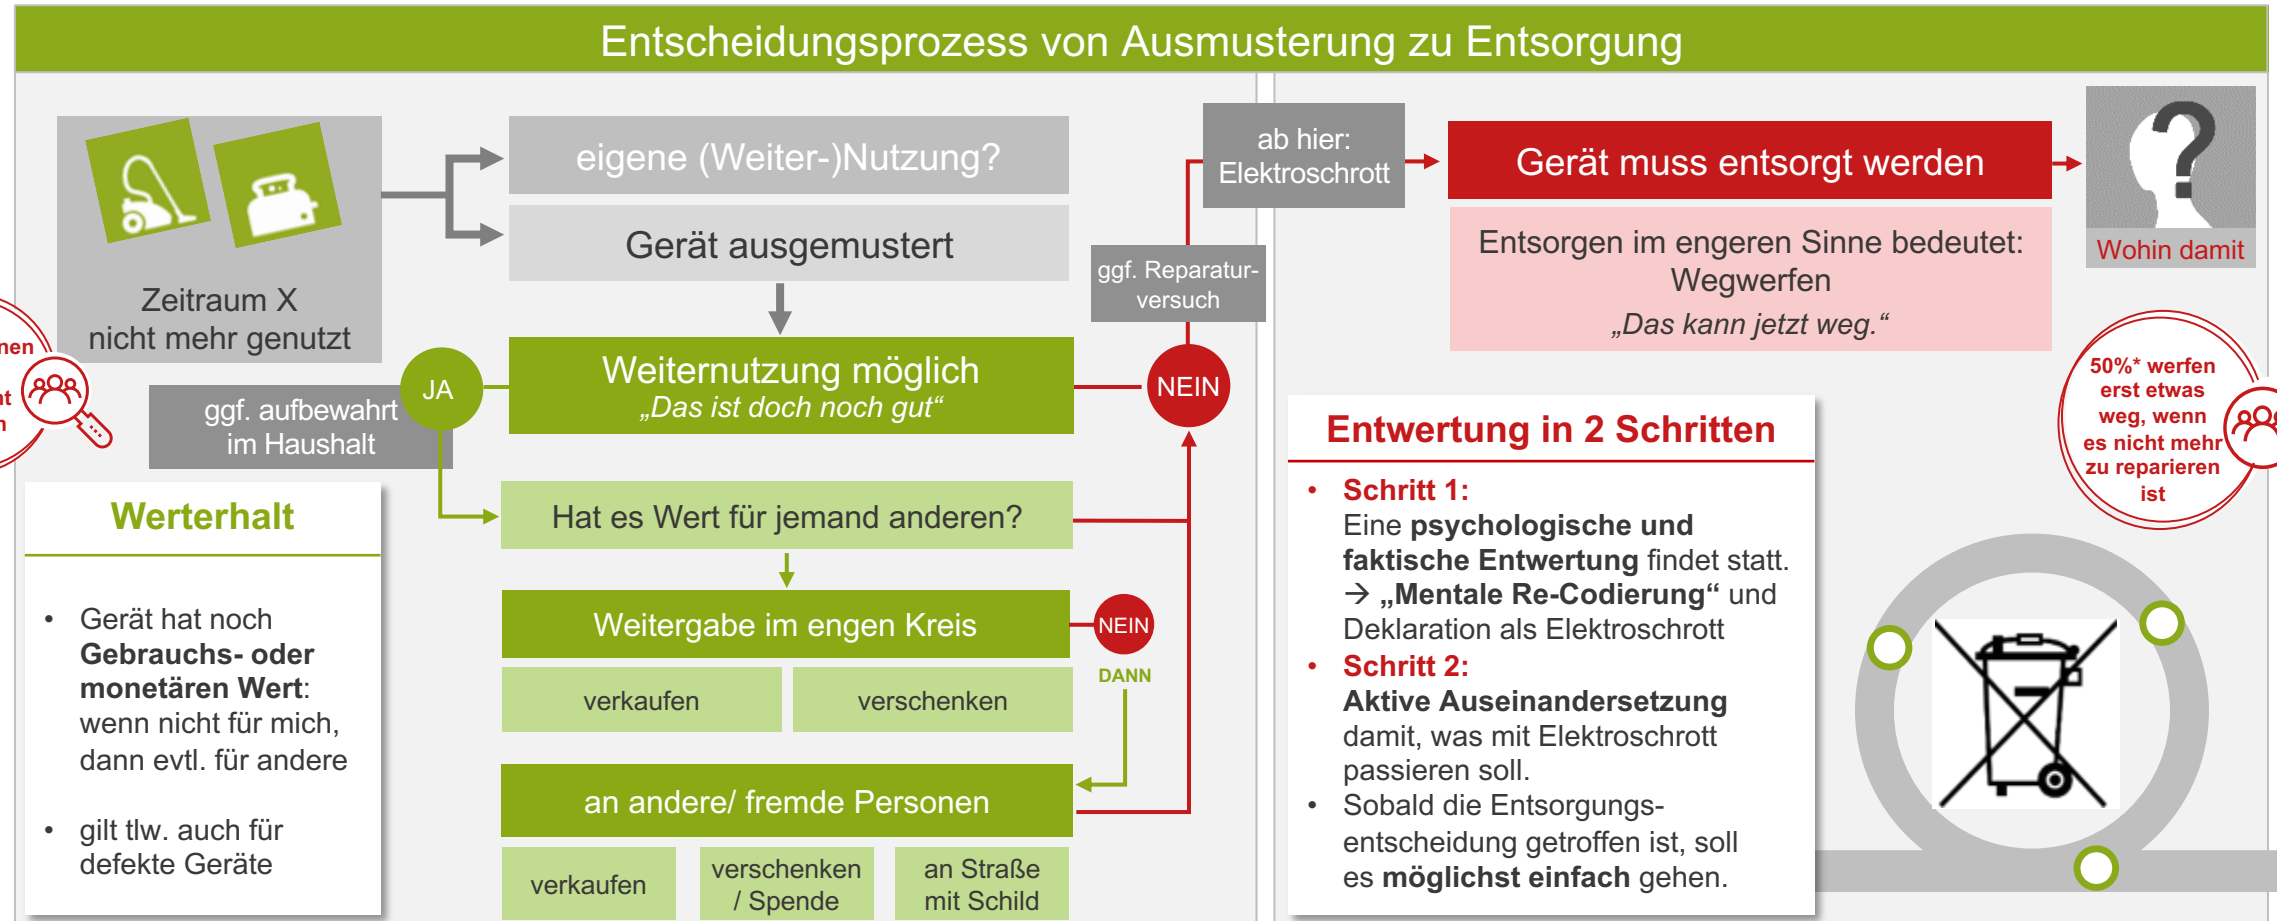 Entscheidungsprozess von Ausmusterung zu Entsorgung
Zeitraum X
nicht mehr genutzt
eigene (Weiter-)Nutzung?
Gerät ausgemustert
Weiternutzung möglich
„Das ist doch noch gut“
JA
ggf. aufbewahrt
im Haushalt
NEIN
ggf. Reparatur-
versuch
Hat es Wert für jemand anderen?
Weitergabe im engen Kreis
NEIN
DANN
verkaufen
verschenken
an andere/ fremde Personen
verkaufen
verschenken
/ Spende
an Straße
mit Schild
Werterhalt
• Gerät hat noch
Gebrauchs- oder
monetären Wert:
wenn nicht für mich,
dann evtl. für andere
• gilt tlw. auch für
defekte Geräte
ab hier:
Elektroschrott
Gerät muss entsorgt werden
Entsorgen im engeren Sinne bedeutet:
Wegwerfen
„Das kann jetzt weg.“
Wohin damit
Entwertung in 2 Schritten
• Schritt 1:
Eine psychologische und
faktische Entwertung findet statt.
→ „Mentale Re-Codierung“ und
Deklaration als Elektroschrott
• Schritt 2:
Aktive Auseinandersetzung
damit, was mit Elektroschrott
passieren soll.
• Sobald die Entsorgungs-
entscheidung getroffen ist, soll
es möglichst einfach gehen.
50%* werfen
erst etwas
weg, wenn
es nicht mehr
zu reparieren
ist